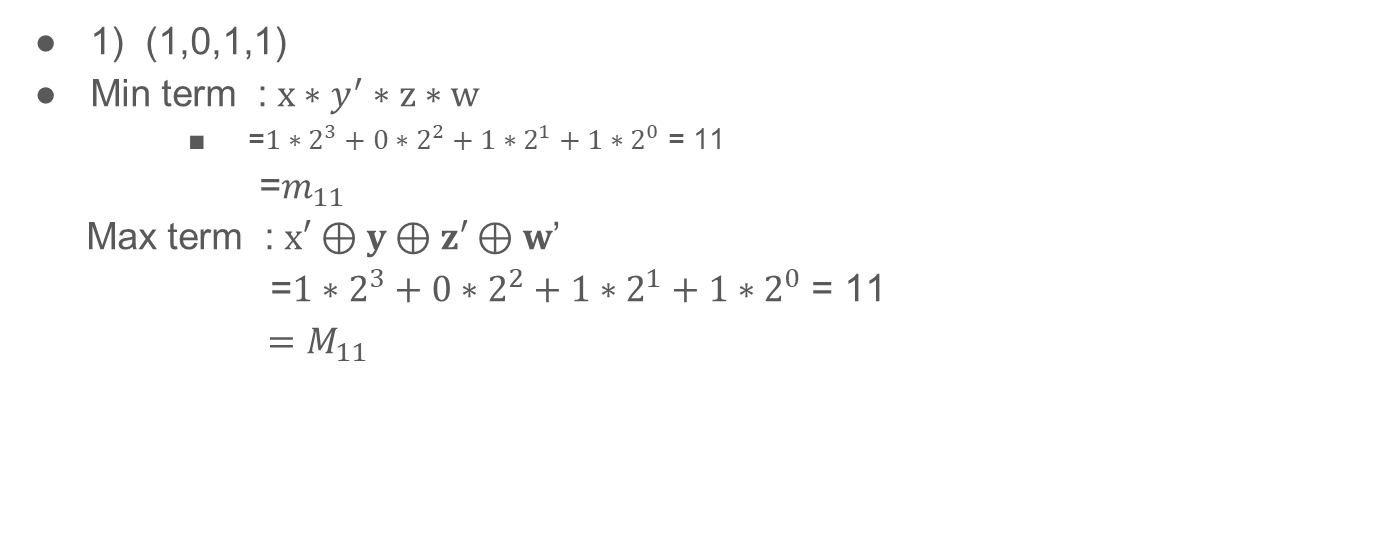 ● 1) (1,0,1,1)
● Min term : x ∗ y′ ∗ z ∗ w
■ =1 ∗ 2³ + 0 ∗ 2² + 1 ∗ 2¹ + 1 ∗ 2⁰ = 11
=m₁₁
Max term : x′ ⊕ y ⊕ z′ ⊕ w’
=1 ∗ 2³ + 0 ∗ 2² + 1 ∗ 2¹ + 1 ∗ 2⁰ = 11
= M₁₁